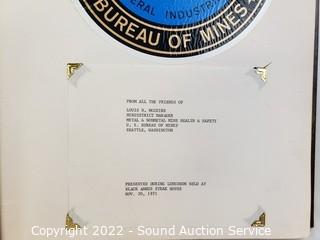 ERAL INDUSTR
BUREAU OF MINES
FROM ALL THE FRIENDS OF
LOUIS
SUBDISTRICT MANAGER
METAL & NONMETAL MINE HEALTH & SAFETY
U. S. BUREAU OF MINES
SEATTLE, WASHINGTON
PRESENTED DURING LUNCHEON HELD AT
BLACK ANGUS STEAK HOUSE
NOV. 30, 1971
Copyright 2022 - Sound Auction Service